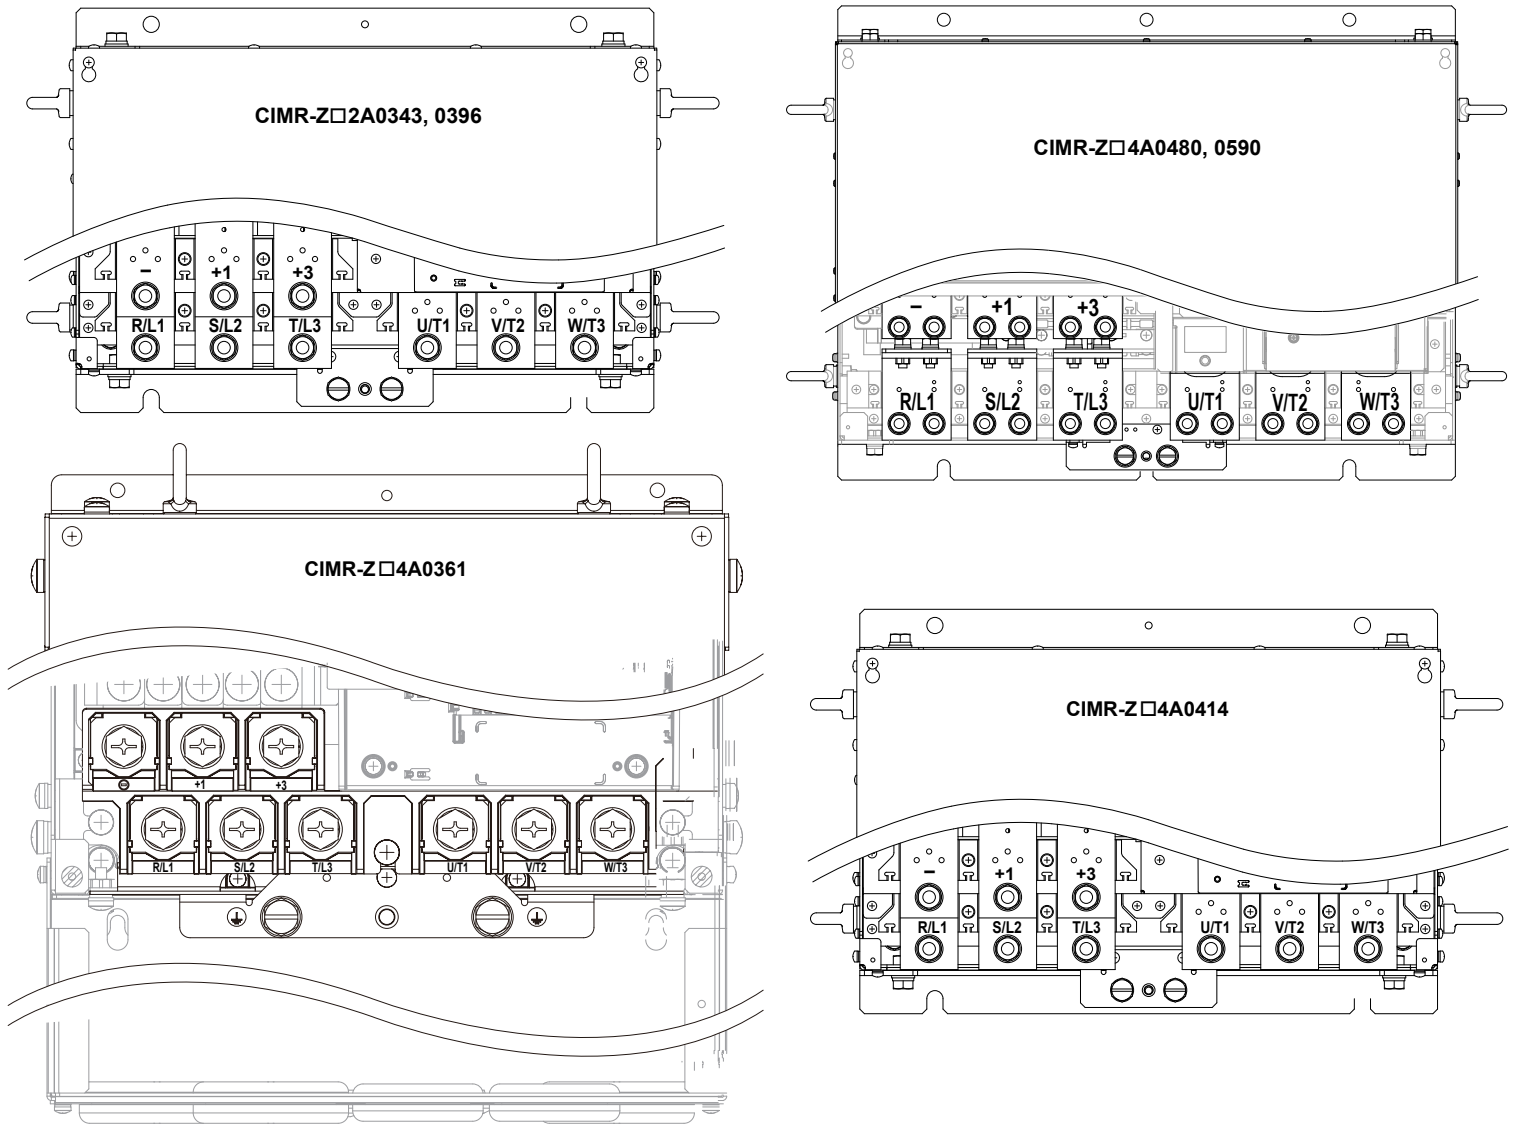 CIMR-Z□2A0343, 0396
– +1 +3
R/L1 S/L2 T/L3 U/T1 V/T2 W/T3
CIMR-Z□4A0480, 0590
– +1 +3
R/L1 S/L2 T/L3 U/T1 V/T2 W/T3
CIMR-Z□4A0361
⊖ +1 +3
R/L1 S/L2 T/L3 U/T1 V/T2 W/T3
CIMR-Z□4A0414
– +1 +3
R/L1 S/L2 T/L3 U/T1 V/T2 W/T3